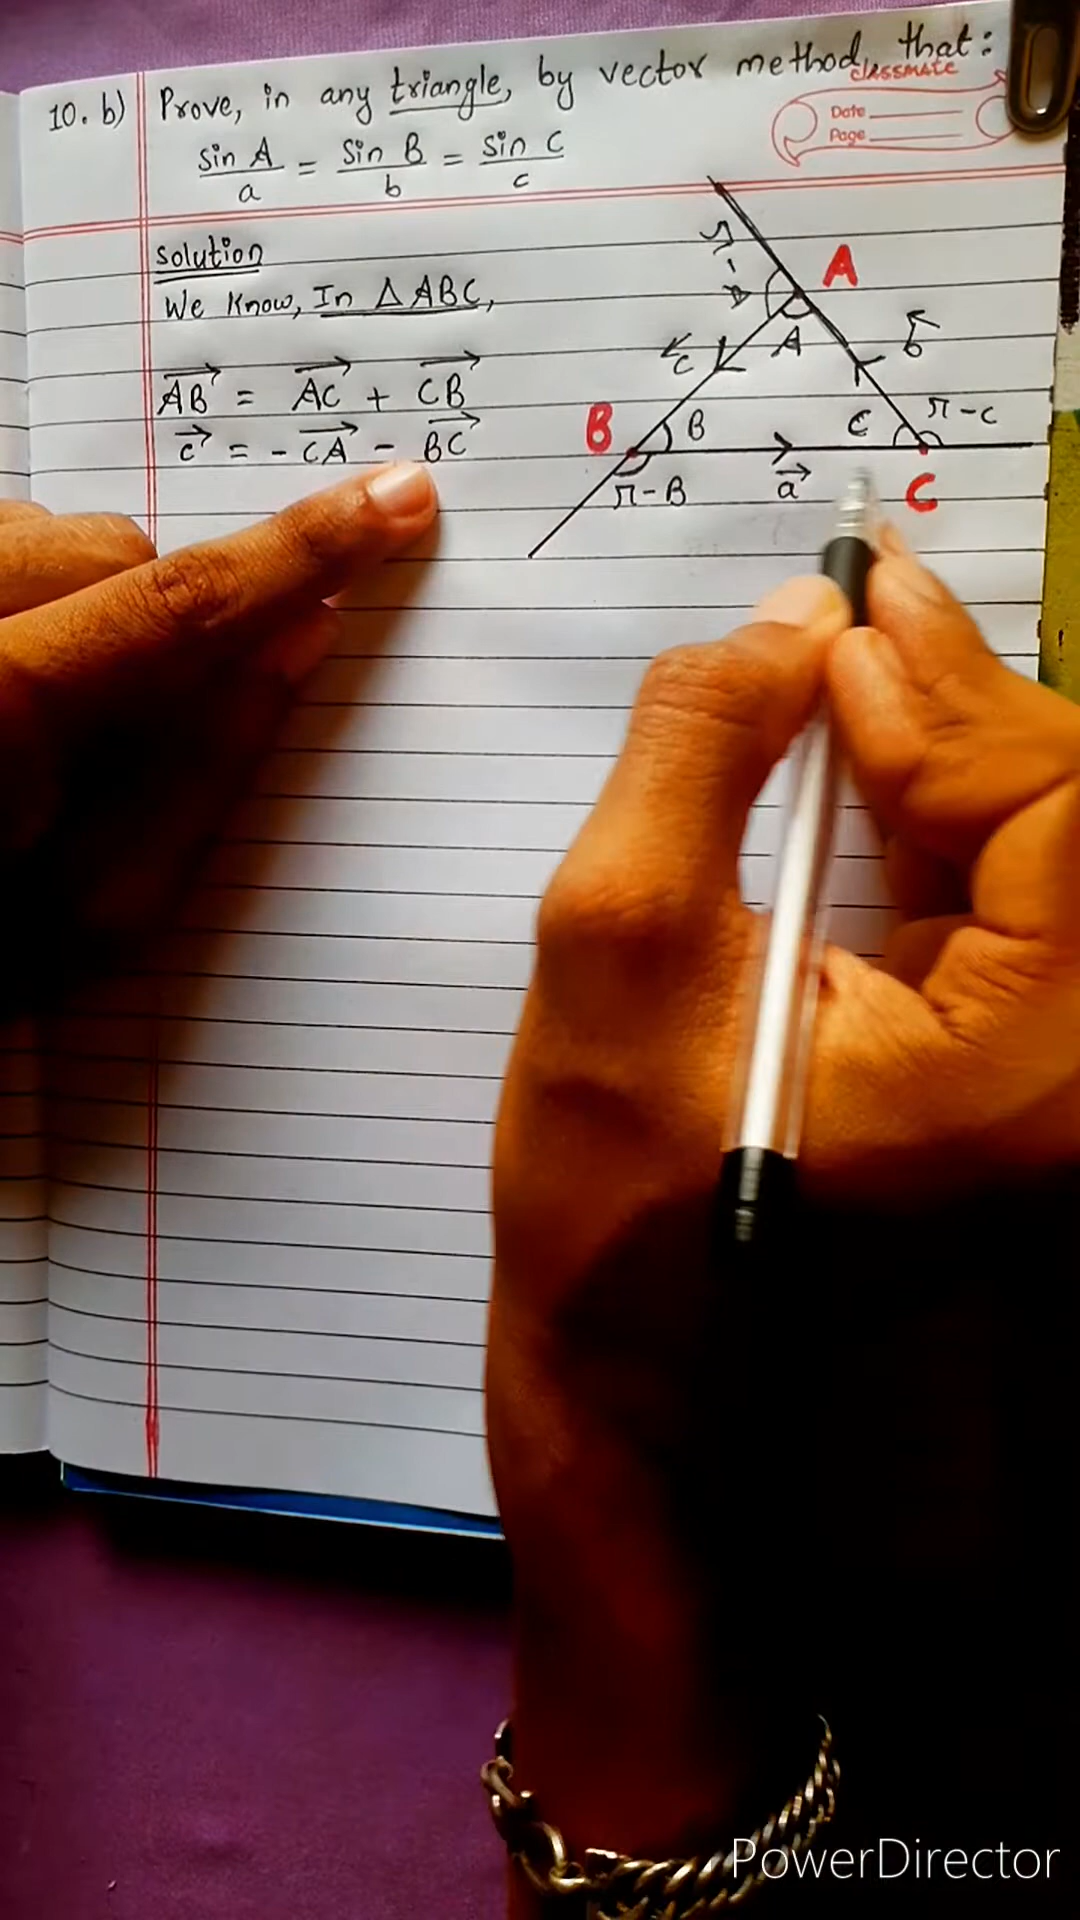 10. b) Prove, in any triangle, by vector method, that:
classmate
Date
Page
sin A / a = sin B / b = sin C / c
Solution
We Know, In △ABC,
A
π-A
A
b⃗
c⃗
AB⃗ = AC⃗ + CB⃗
B
B
C
π-C
c⃗ = - CA⃗ - BC⃗
π-B
a⃗
C
PowerDirector